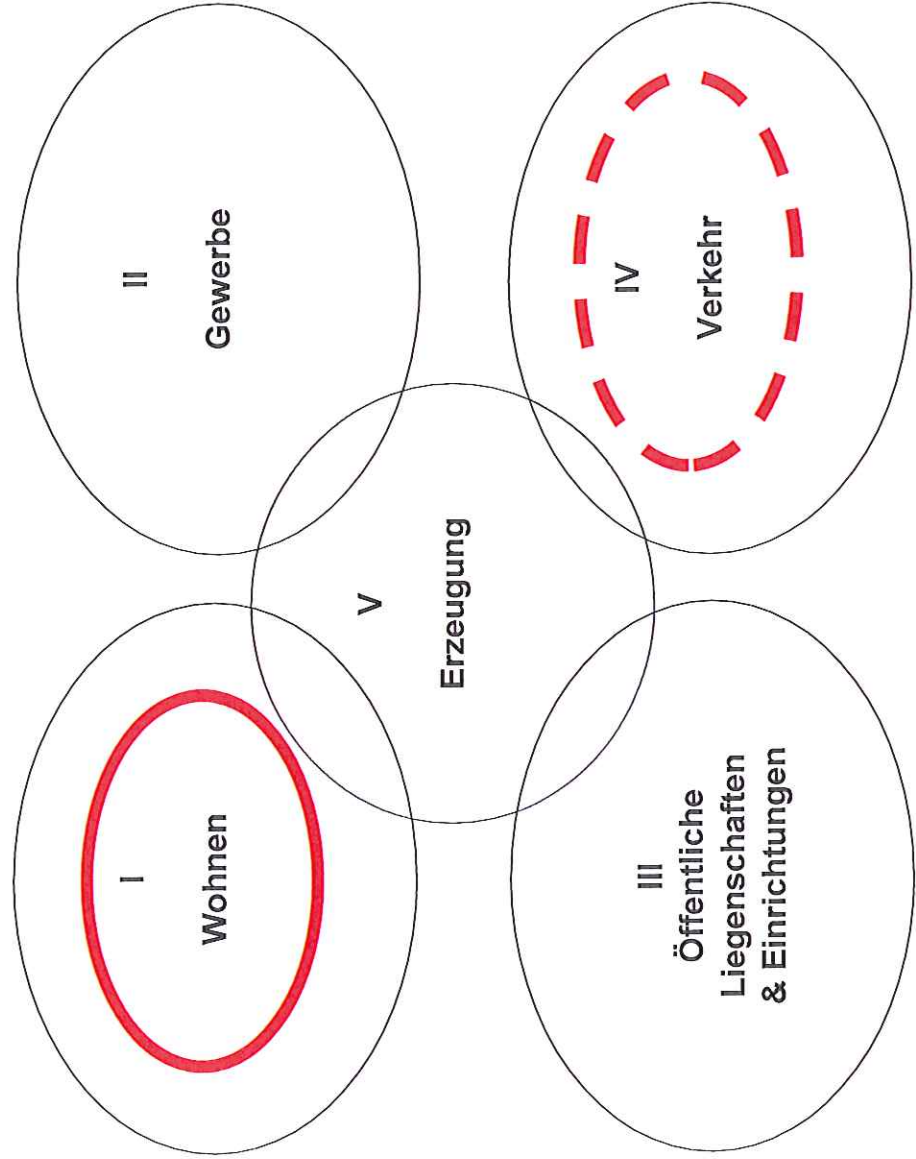 I
Wohnen
II
Gewerbe
V
Erzeugung
III
Öffentliche
Liegenschaften
& Einrichtungen
IV
Verkehr